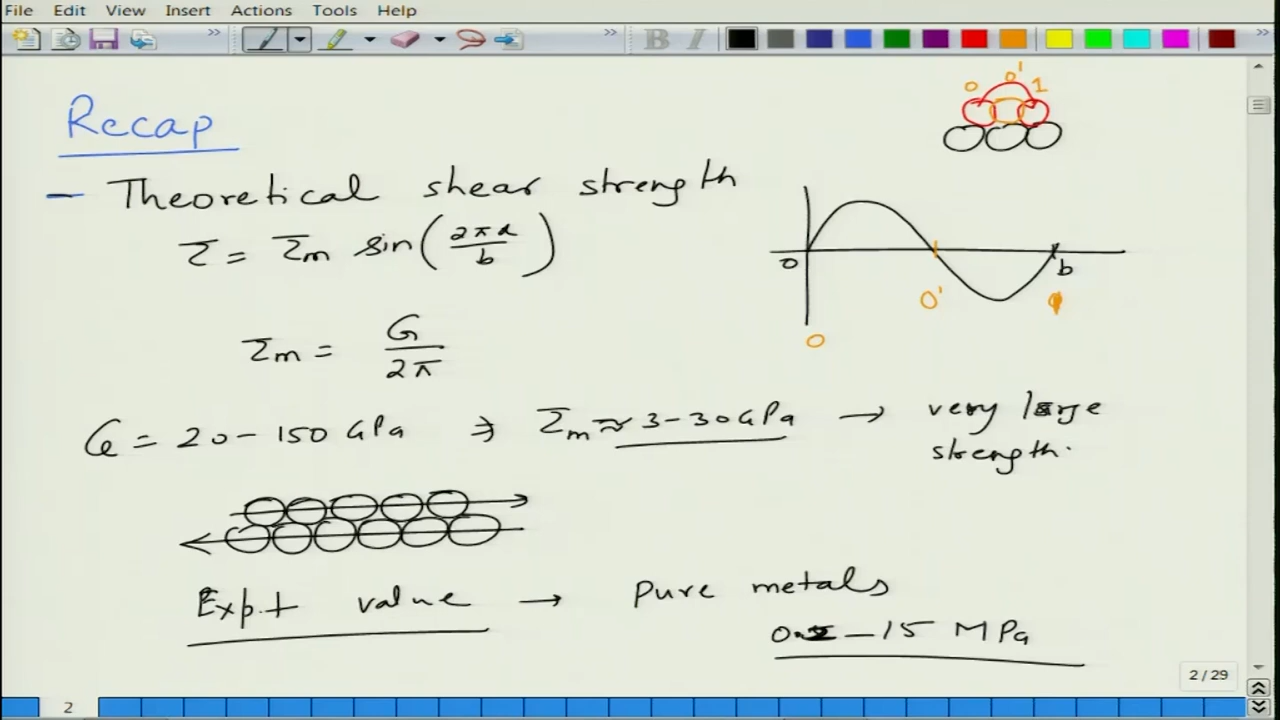 File Edit View Insert Actions Tools Help
B I
Recap
0 0' 1
— Theoretical shear strength
τ = τm sin(2πd/b)
0 b
0' 
0
τm = G/2π
G = 20 - 150 GPa ⇒ τm ≈ 3-30 GPa → very large
strength.
Expt value → Pure metals
- 15 MPa
2 / 29
2